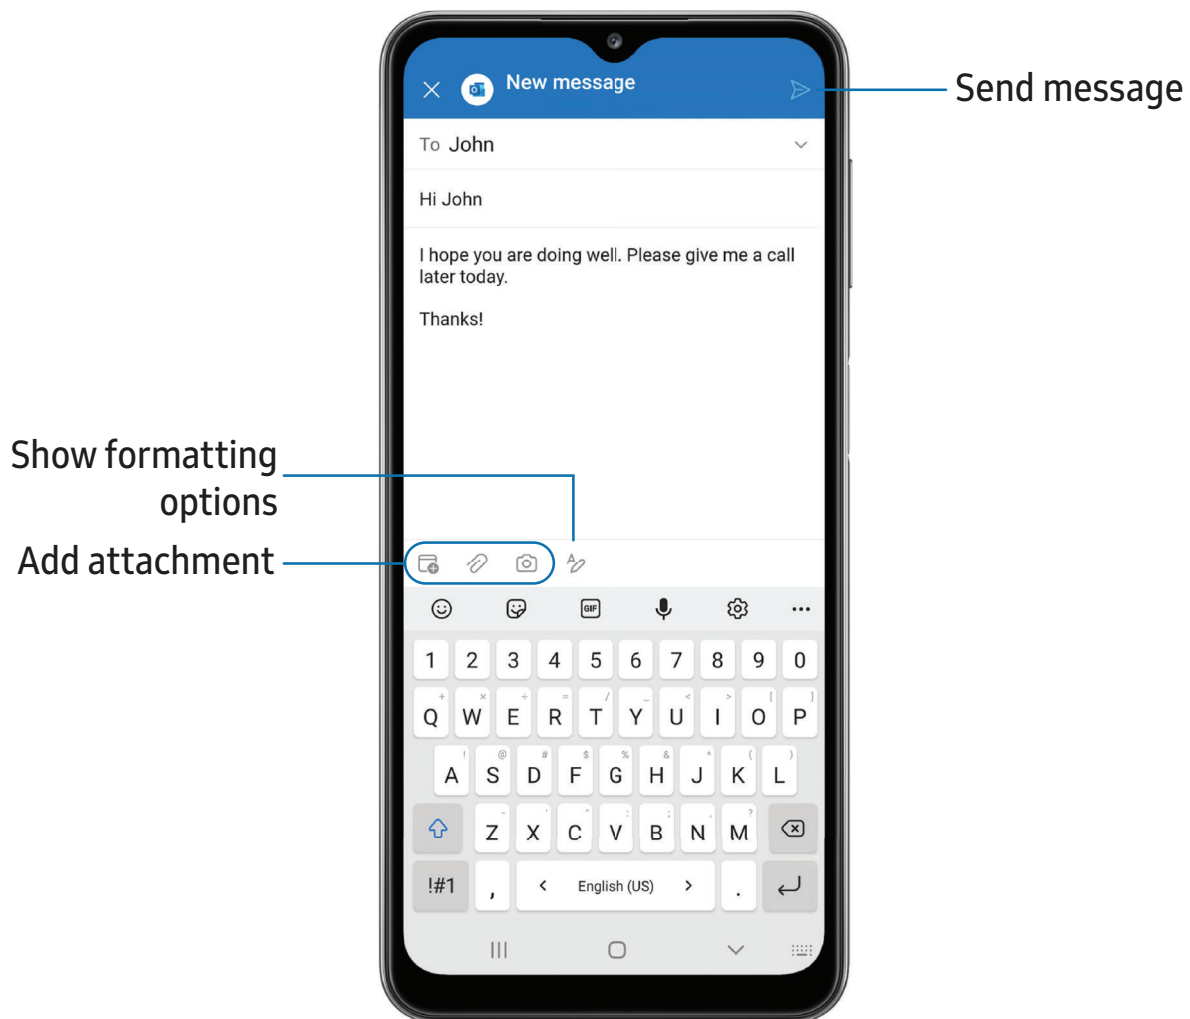 New message
Send message
To John
Hi John
I hope you are doing well. Please give me a call
later today.
Thanks!
Show formatting
options
Add attachment
GIF
1 2 3 4 5 6 7 8 9 0
+ × ÷ = / _ < > [ ]
Q W E R T Y U I O P
! @ # $ % & * ( )
A S D F G H J K L
- ' " : ; , ?
Z X C V B N M
!#1 , < English (US) > .